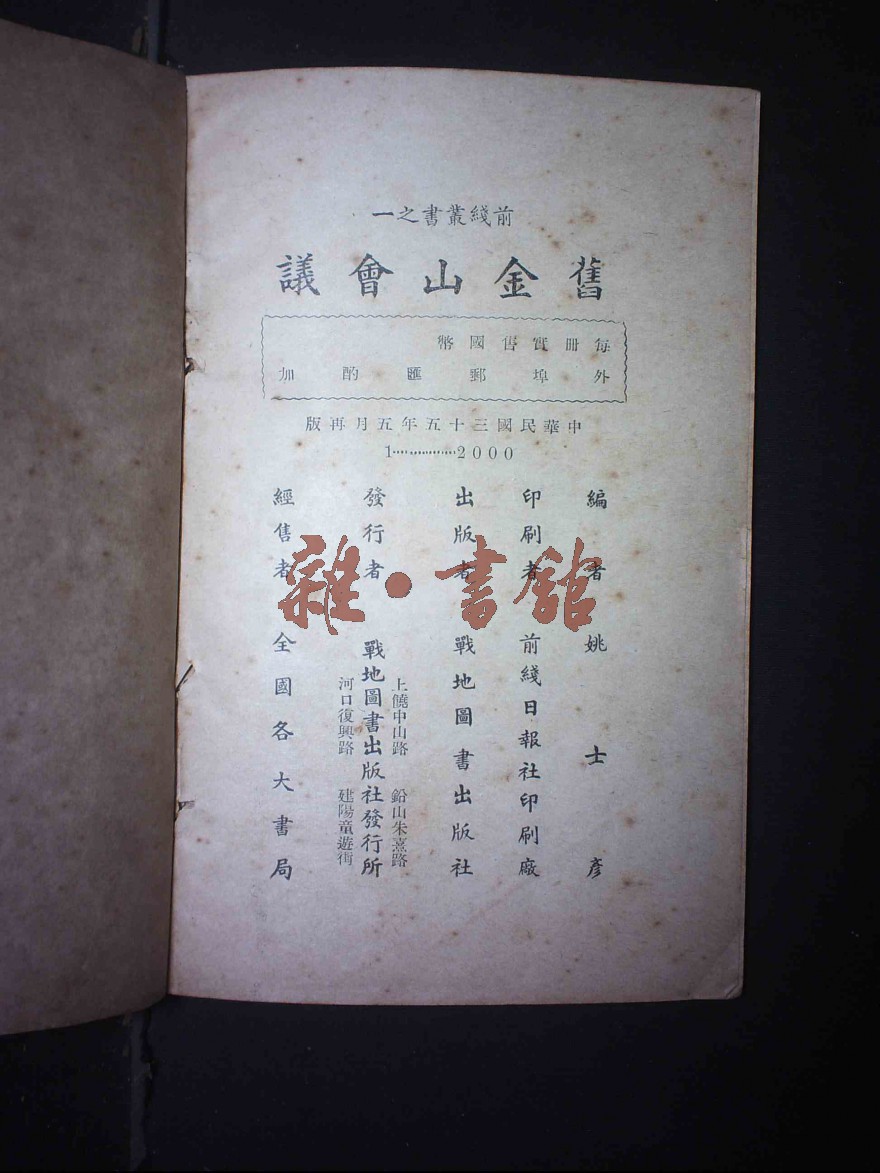 前綫叢書之一
舊金山會議
每册實售國幣
外埠郵匯酌加
中華民國三十五年五月再版
1………………2000
編者 姚士彥
印刷者 前綫日報社印刷廠
出版者 戰地圖書出版社
發行者 戰地圖書出版社發行所
上饒中山路 鉛山朱熹路
河口復興路 建陽童遊街
經售者 全國各大書局
雜·書館